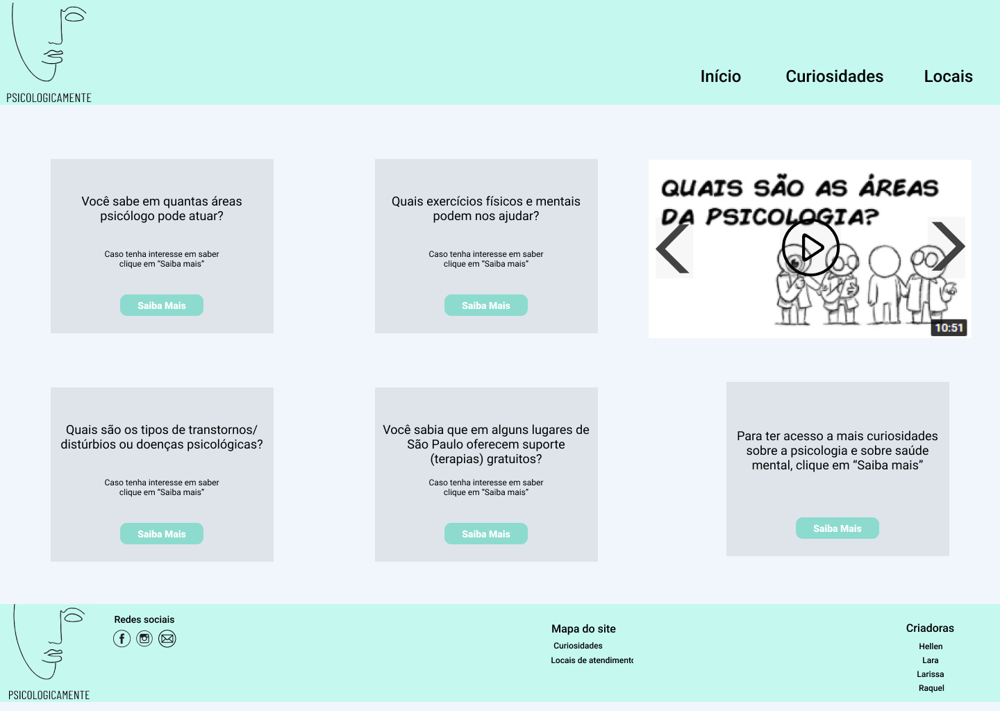 PSICOLOGICAMENTE
Início
Curiosidades
Locais
Você sabe em quantas áreas
psicólogo pode atuar?
Caso tenha interesse em saber
clique em “Saiba mais”
Saiba Mais
Quais exercícios físicos e mentais
podem nos ajudar?
Caso tenha interesse em saber
clique em “Saiba mais”
Saiba Mais
QUAIS SÃO AS ÁREAS
DA PSICOLOGIA?
10:51
Quais são os tipos de transtornos/
distúrbios ou doenças psicológicas?
Caso tenha interesse em saber
clique em “Saiba mais”
Saiba Mais
Você sabia que em alguns lugares de
São Paulo oferecem suporte
(terapias) gratuitos?
Caso tenha interesse em saber
clique em “Saiba mais”
Saiba Mais
Para ter acesso a mais curiosidades
sobre a psicologia e sobre saúde
mental, clique em “Saiba mais”
Saiba Mais
PSICOLOGICAMENTE
Redes sociais
Mapa do site
Curiosidades
Locais de atendimento
Criadoras
Hellen
Lara
Larissa
Raquel